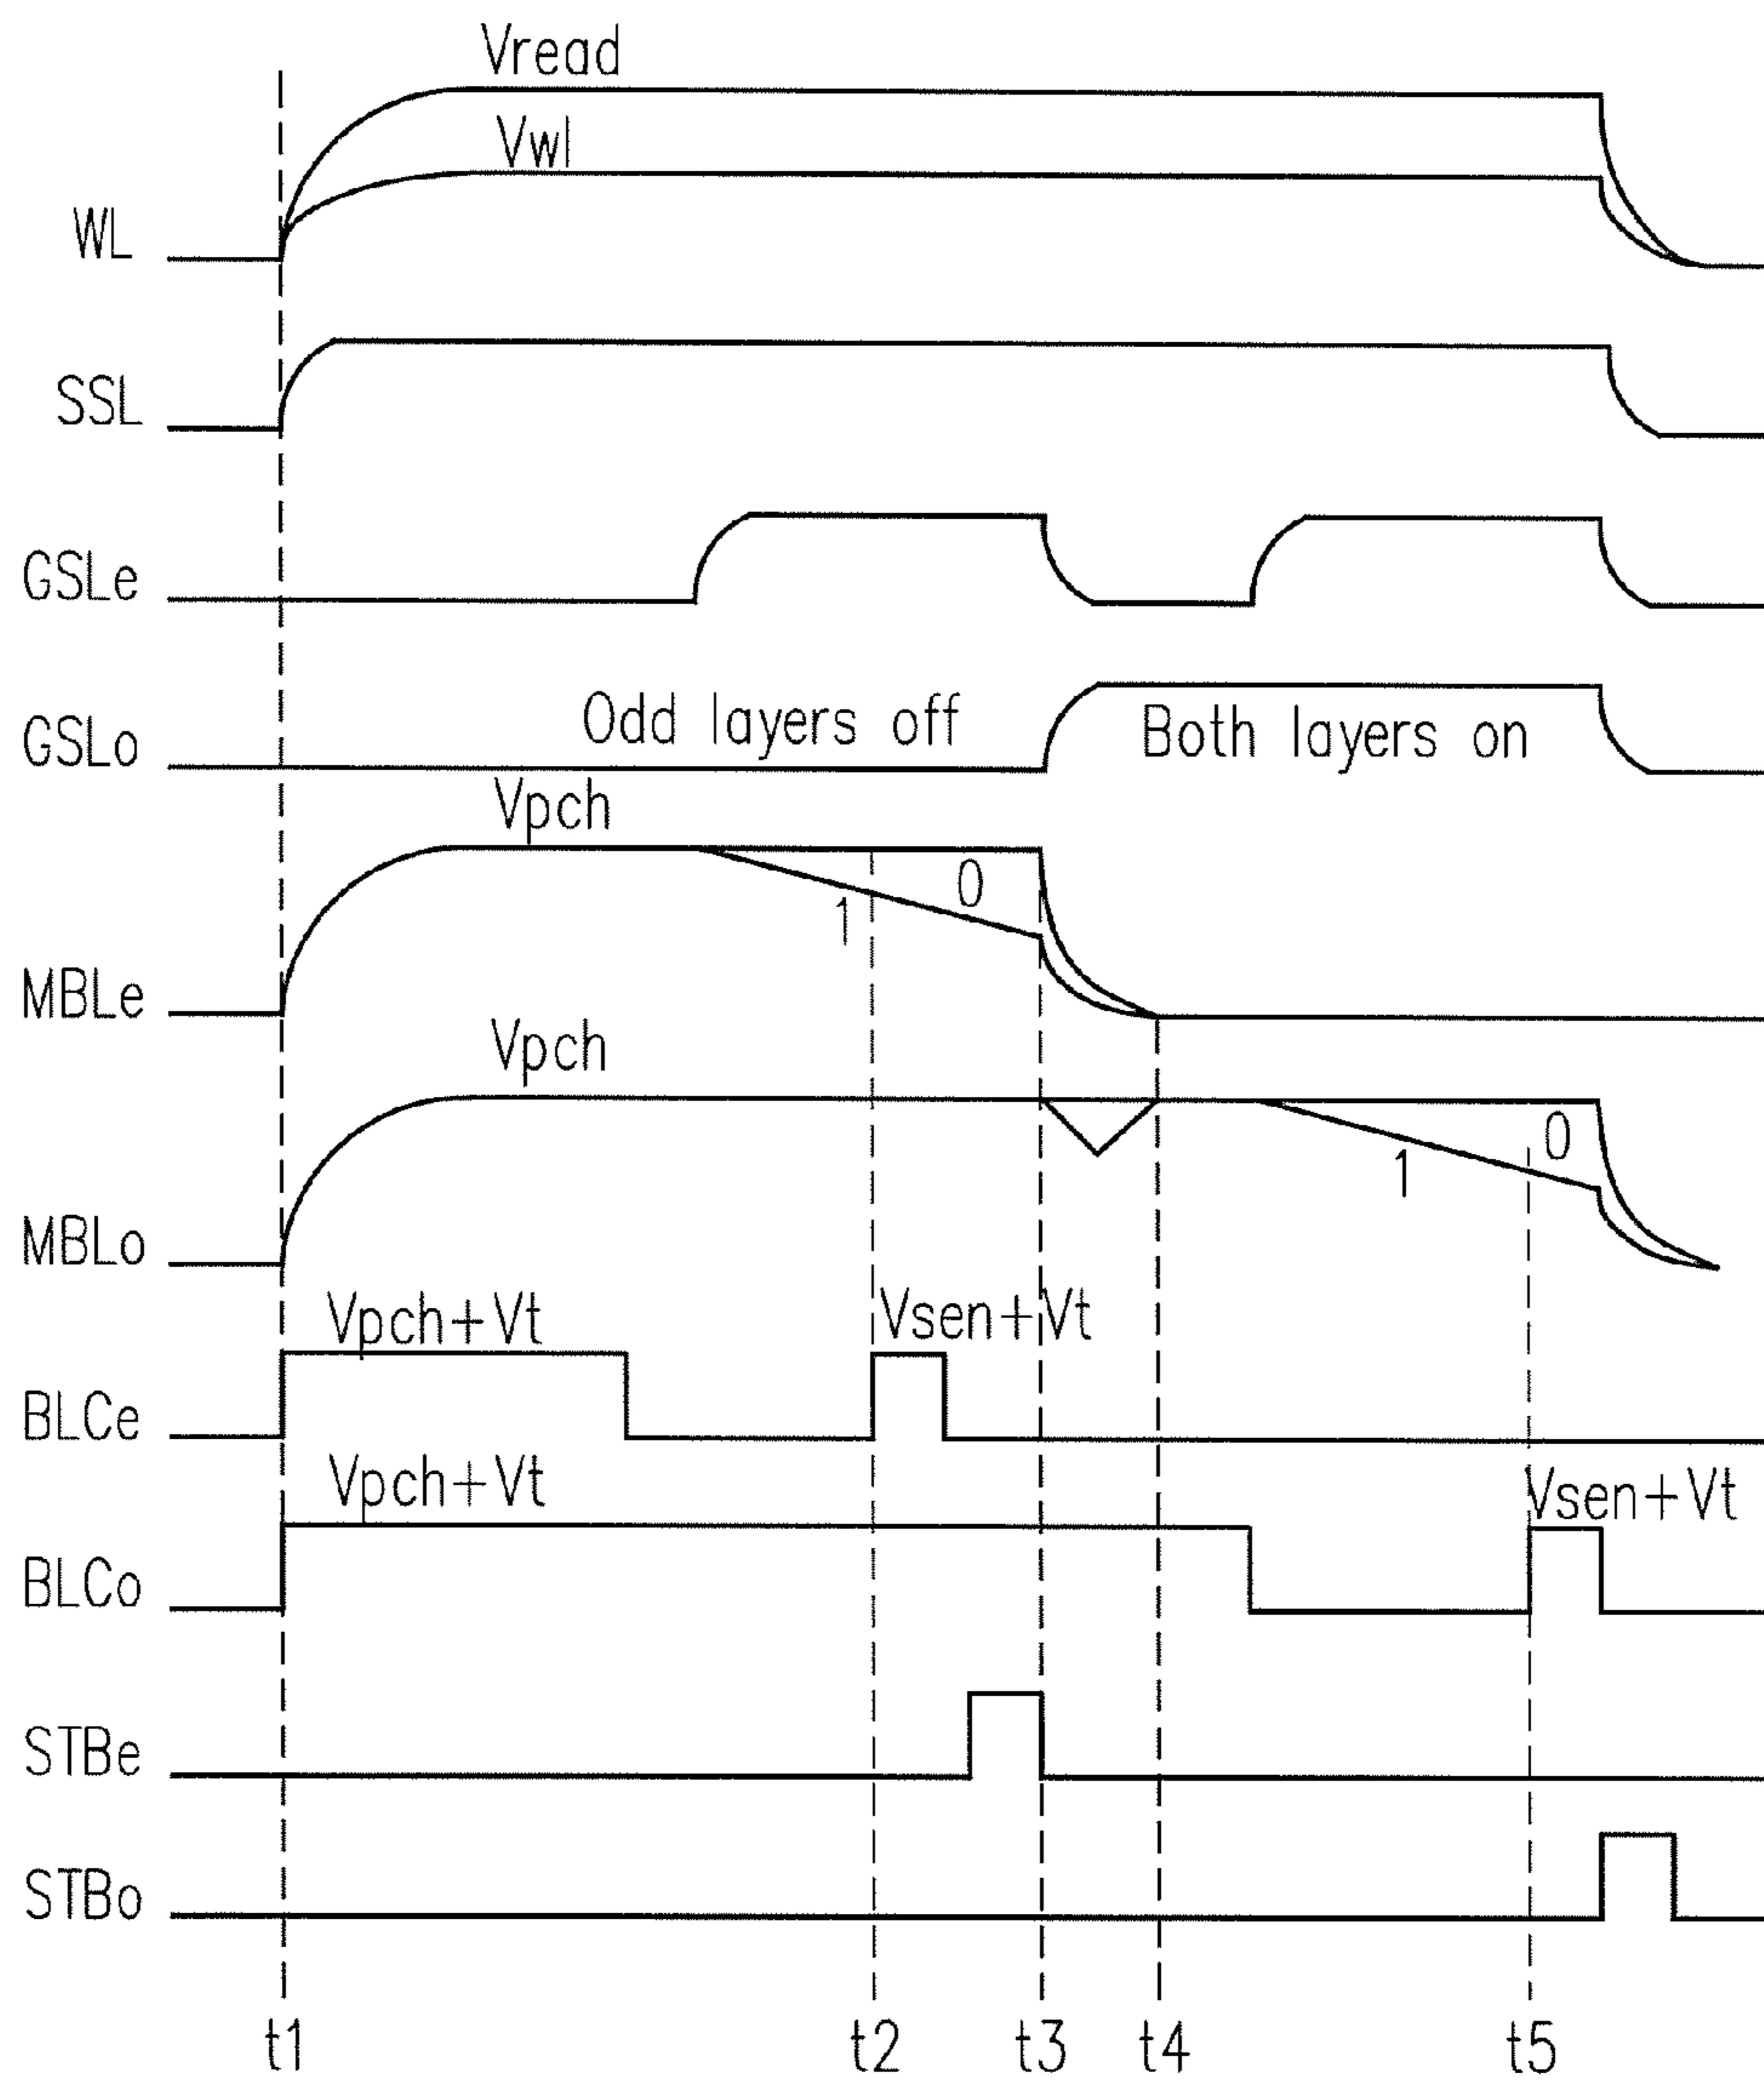 Vread
Vwl
WL
SSL
GSLe
GSLo
Odd layers off
Both layers on
Vpch
0
1
MBLe
Vpch
0
1
MBLo
Vpch+Vt
Vsen+Vt
BLCe
Vpch+Vt
Vsen+Vt
BLCo
STBe
STBo
t1 t2 t3 t4 t5